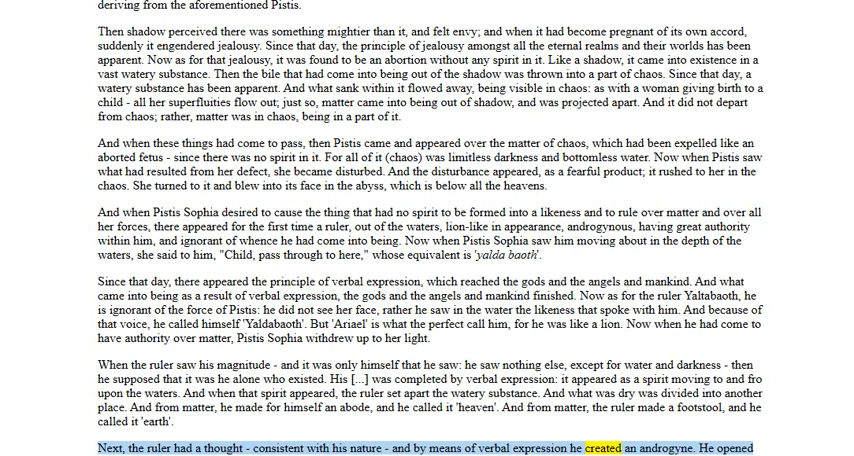 deriving from the aforementioned Pistis.
Then shadow perceived there was something mightier than it, and felt envy; and when it had become pregnant of its own accord,
suddenly it engendered jealousy. Since that day, the principle of jealousy amongst all the eternal realms and their worlds has been
apparent. Now as for that jealousy, it was found to be an abortion without any spirit in it. Like a shadow, it came into existence in a
vast watery substance. Then the bile that had come into being out of the shadow was thrown into a part of chaos. Since that day, a
watery substance has been apparent. And what sank within it flowed away, being visible in chaos: as with a woman giving birth to a
child - all her superfluities flow out; just so, matter came into being out of shadow, and was projected apart. And it did not depart
from chaos; rather, matter was in chaos, being in a part of it.
And when these things had come to pass, then Pistis came and appeared over the matter of chaos, which had been expelled like an
aborted fetus - since there was no spirit in it. For all of it (chaos) was limitless darkness and bottomless water. Now when Pistis saw
what had resulted from her defect, she became disturbed. And the disturbance appeared, as a fearful product; it rushed to her in the
chaos. She turned to it and blew into its face in the abyss, which is below all the heavens.
And when Pistis Sophia desired to cause the thing that had no spirit to be formed into a likeness and to rule over matter and over all
her forces, there appeared for the first time a ruler, out of the waters, lion-like in appearance, androgynous, having great authority
within him, and ignorant of whence he had come into being. Now when Pistis Sophia saw him moving about in the depth of the
waters, she said to him, "Child, pass through to here," whose equivalent is 'yalda baoth'.
Since that day, there appeared the principle of verbal expression, which reached the gods and the angels and mankind. And what
came into being as a result of verbal expression, the gods and the angels and mankind finished. Now as for the ruler Yaltabaoth, he
is ignorant of the force of Pistis: he did not see her face, rather he saw in the water the likeness that spoke with him. And because of
that voice, he called himself 'Yaldabaoth'. But 'Ariael' is what the perfect call him, for he was like a lion. Now when he had come to
have authority over matter, Pistis Sophia withdrew up to her light.
When the ruler saw his magnitude - and it was only himself that he saw: he saw nothing else, except for water and darkness - then
he supposed that it was he alone who existed. His [...] was completed by verbal expression: it appeared as a spirit moving to and fro
upon the waters. And when that spirit appeared, the ruler set apart the watery substance. And what was dry was divided into another
place. And from matter, he made for himself an abode, and he called it 'heaven'. And from matter, the ruler made a footstool, and he
called it 'earth'.
Next, the ruler had a thought - consistent with his nature - and by means of verbal expression he created an androgyne. He opened